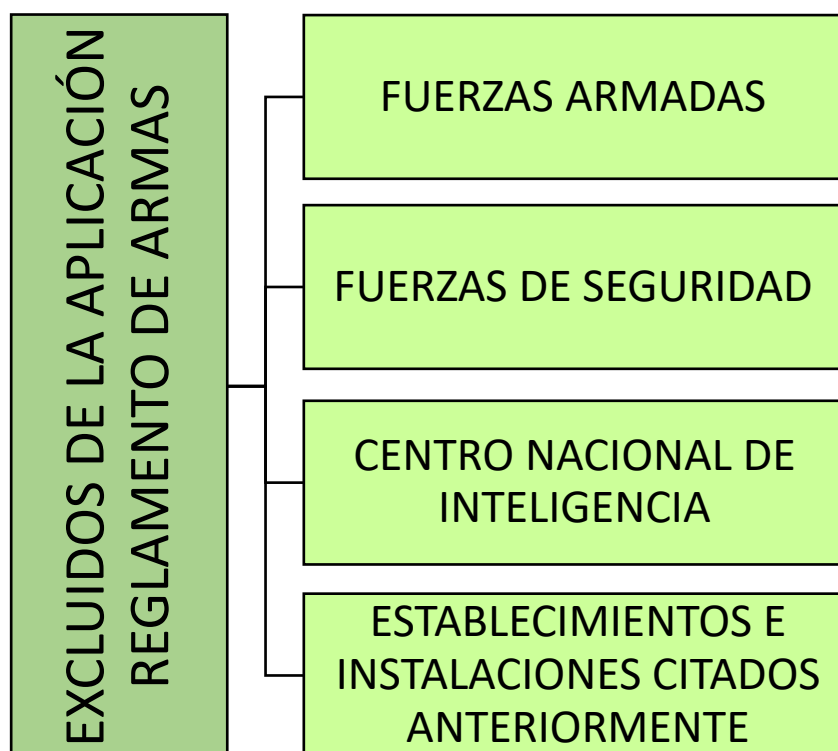 EXCLUIDOS DE LA APLICACIÓN
REGLAMENTO DE ARMAS
FUERZAS ARMADAS
FUERZAS DE SEGURIDAD
CENTRO NACIONAL DE
INTELIGENCIA
ESTABLECIMIENTOS E
INSTALACIONES CITADOS
ANTERIORMENTE